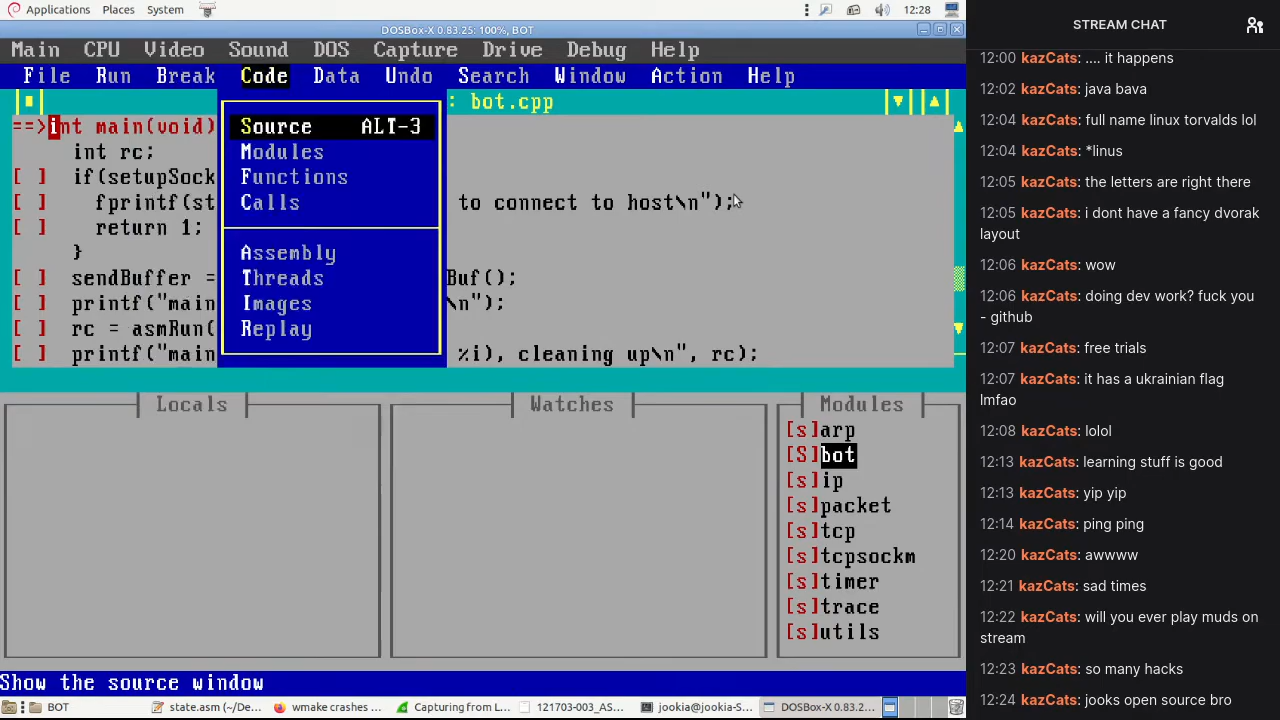 Applications Places System 12:28
DOSBox-X 0.83.25: 100%, BOT
Main CPU Video Sound DOS Capture Drive Debug Help
File Run Break Code Data Undo Search Window Action Help
: bot.cpp
==>int main(void)
int rc;
[ ] if(setupSock
[ ] fprintf(st to connect to host\n");
[ ] return 1;
}
[ ] sendBuffer = Buf();
[ ] printf("main \n");
[ ] rc = asmRun(
[ ] printf("main %i), cleaning up\n", rc);
Source ALT-3
Modules
Functions
Calls
Assembly
Threads
Images
Replay
Locals
Watches
Modules
[s]arp
[S]bot
[s]ip
[s]packet
[s]tcp
[s]tcpsockm
[s]timer
[s]trace
[s]utils
Show the source window
BOT state.asm (~/De... wmake crashes ... Capturing from L... 121703-003_AS... jookia@jookia-S... DOSBox-X 0.83.2...
STREAM CHAT
12:00 kazCats: .... it happens
12:02 kazCats: java bava
12:04 kazCats: full name linux torvalds lol
12:04 kazCats: *linus
12:05 kazCats: the letters are right there
12:05 kazCats: i dont have a fancy dvorak
layout
12:06 kazCats: wow
12:06 kazCats: doing dev work? fuck you
- github
12:07 kazCats: free trials
12:07 kazCats: it has a ukrainian flag
lmfao
12:08 kazCats: lolol
12:13 kazCats: learning stuff is good
12:13 kazCats: yip yip
12:14 kazCats: ping ping
12:20 kazCats: awwww
12:21 kazCats: sad times
12:22 kazCats: will you ever play muds on
stream
12:23 kazCats: so many hacks
12:24 kazCats: jooks open source bro